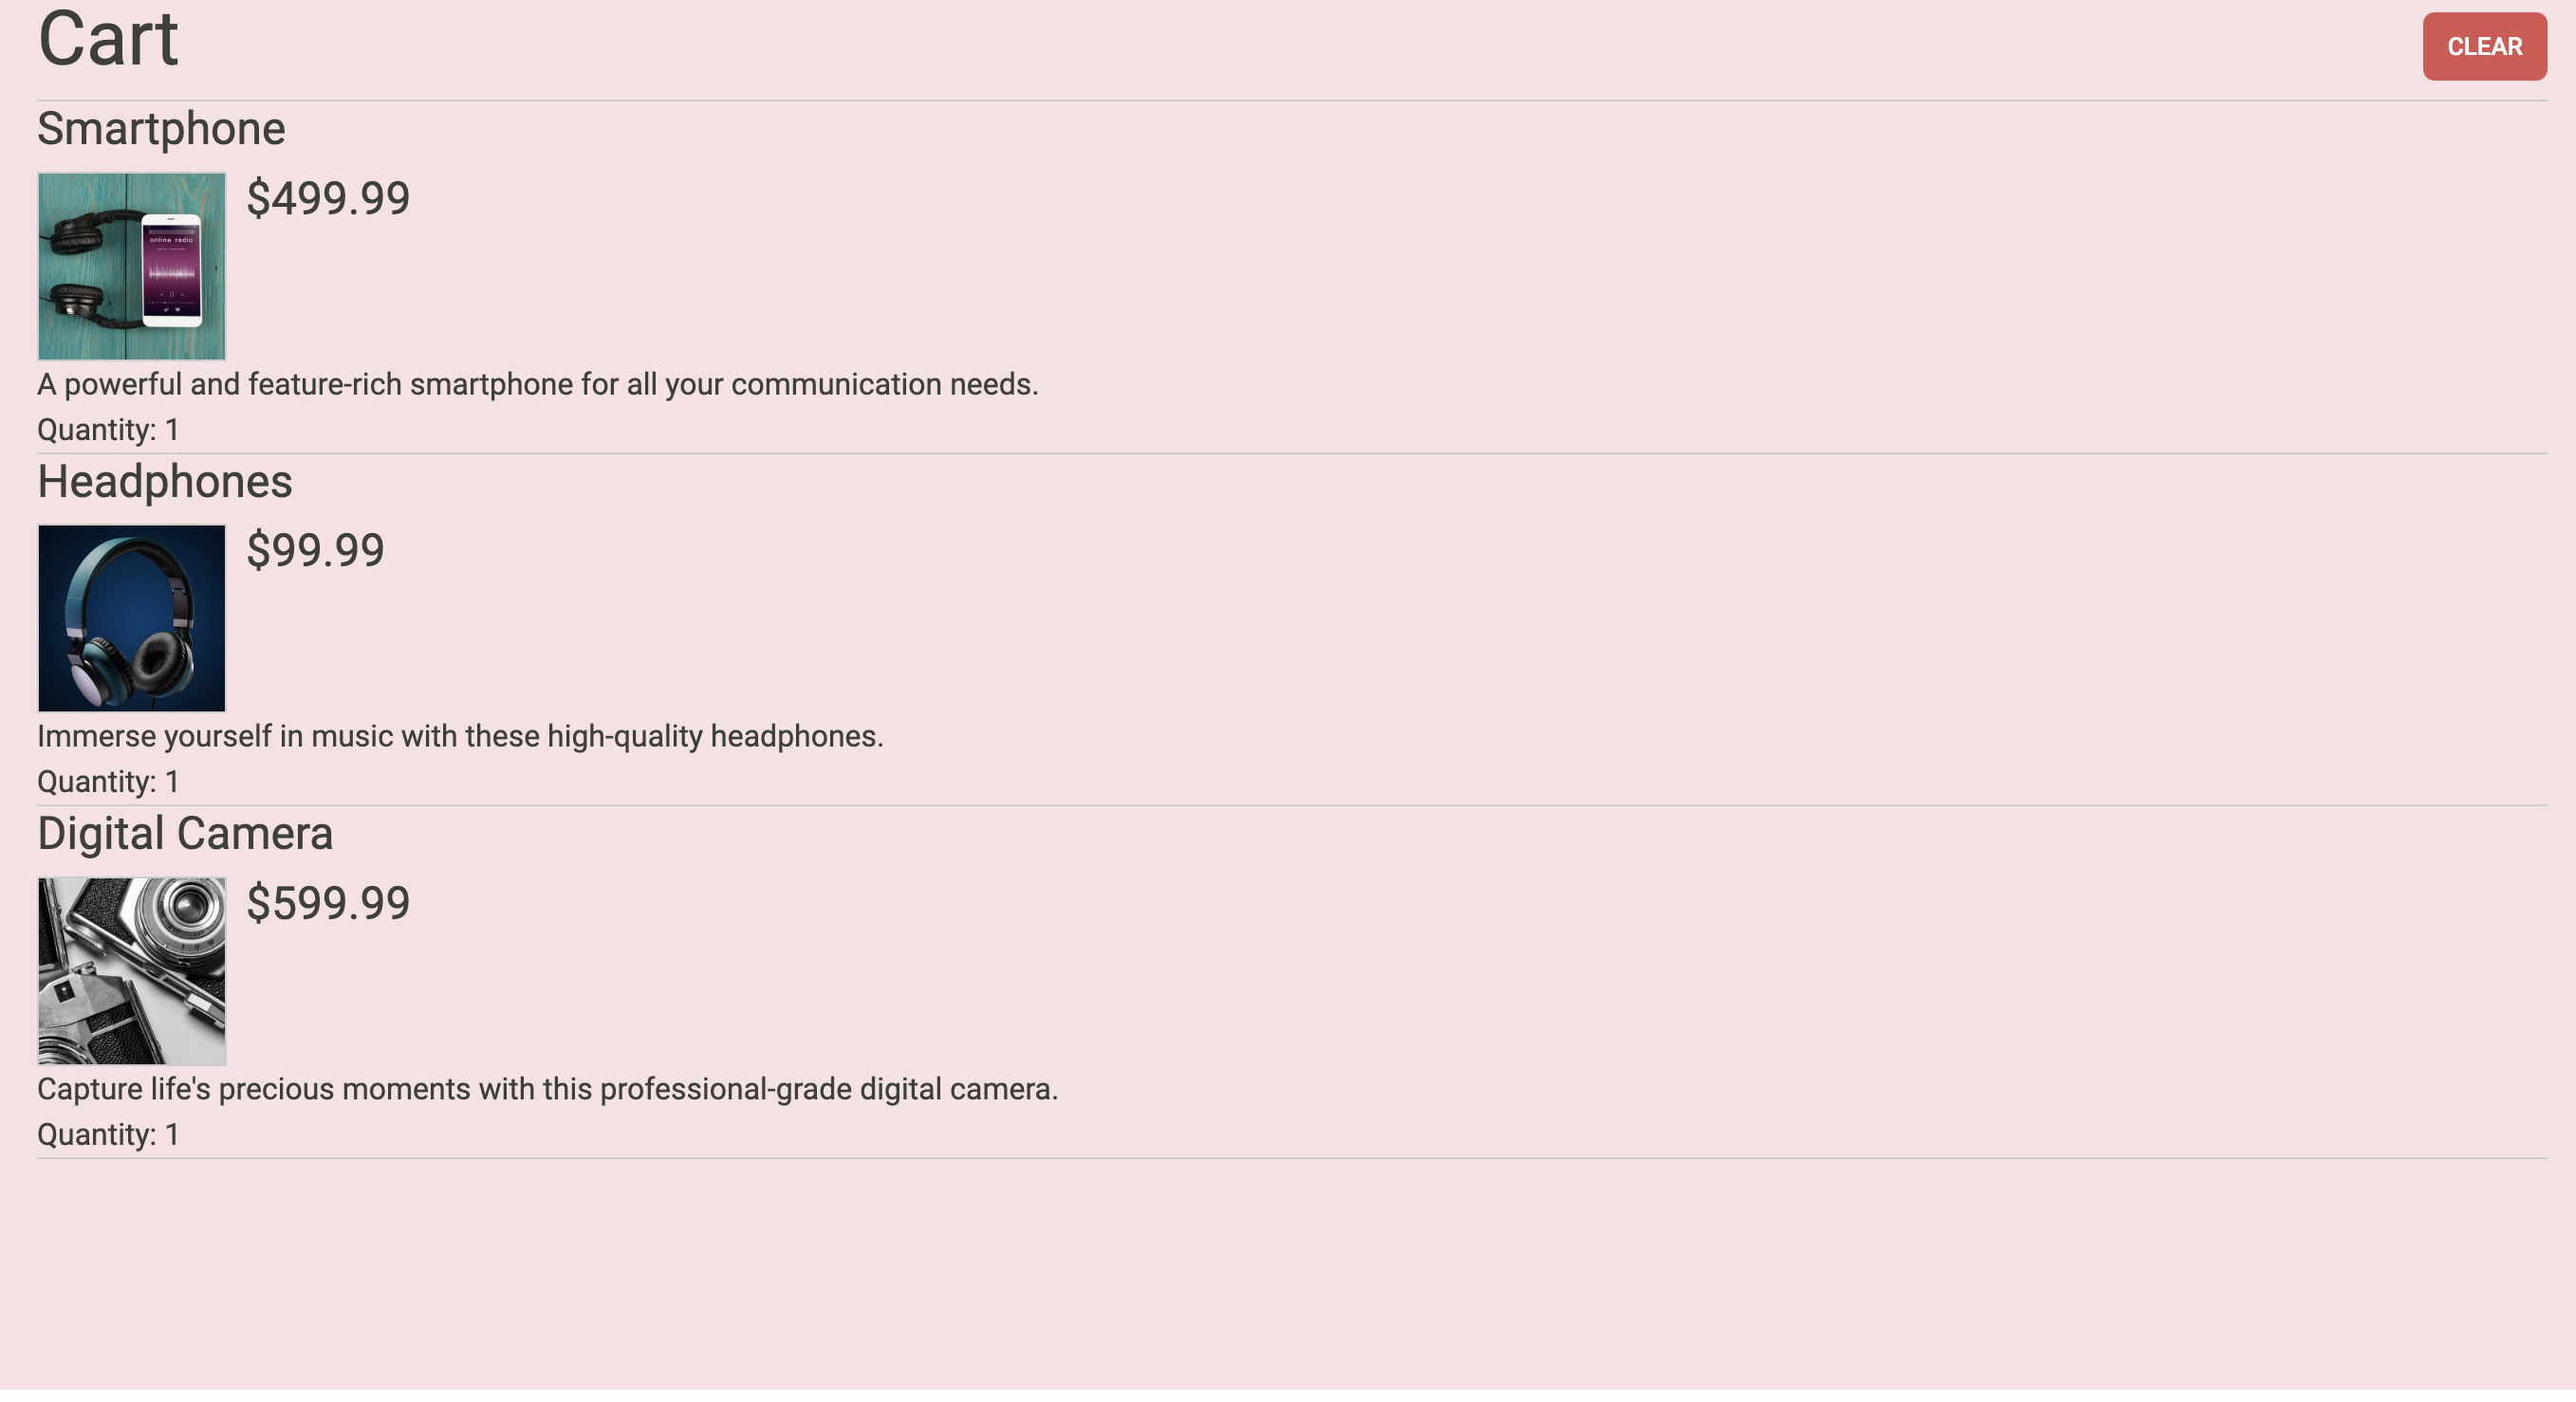 Cart
CLEAR
Smartphone
online radio
$499.99
A powerful and feature-rich smartphone for all your communication needs.
Quantity: 1
Headphones
$99.99
Immerse yourself in music with these high-quality headphones.
Quantity: 1
Digital Camera
$599.99
Capture life's precious moments with this professional-grade digital camera.
Quantity: 1